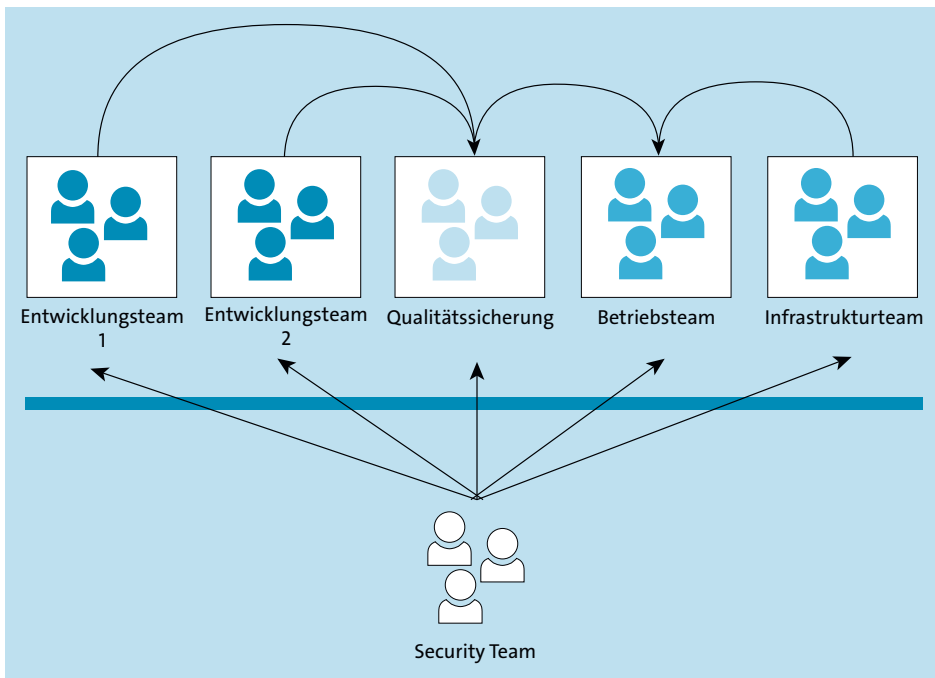 Entwicklungsteam
1
Entwicklungsteam
2
Qualitätssicherung
Betriebsteam
Infrastrukturteam
Security Team